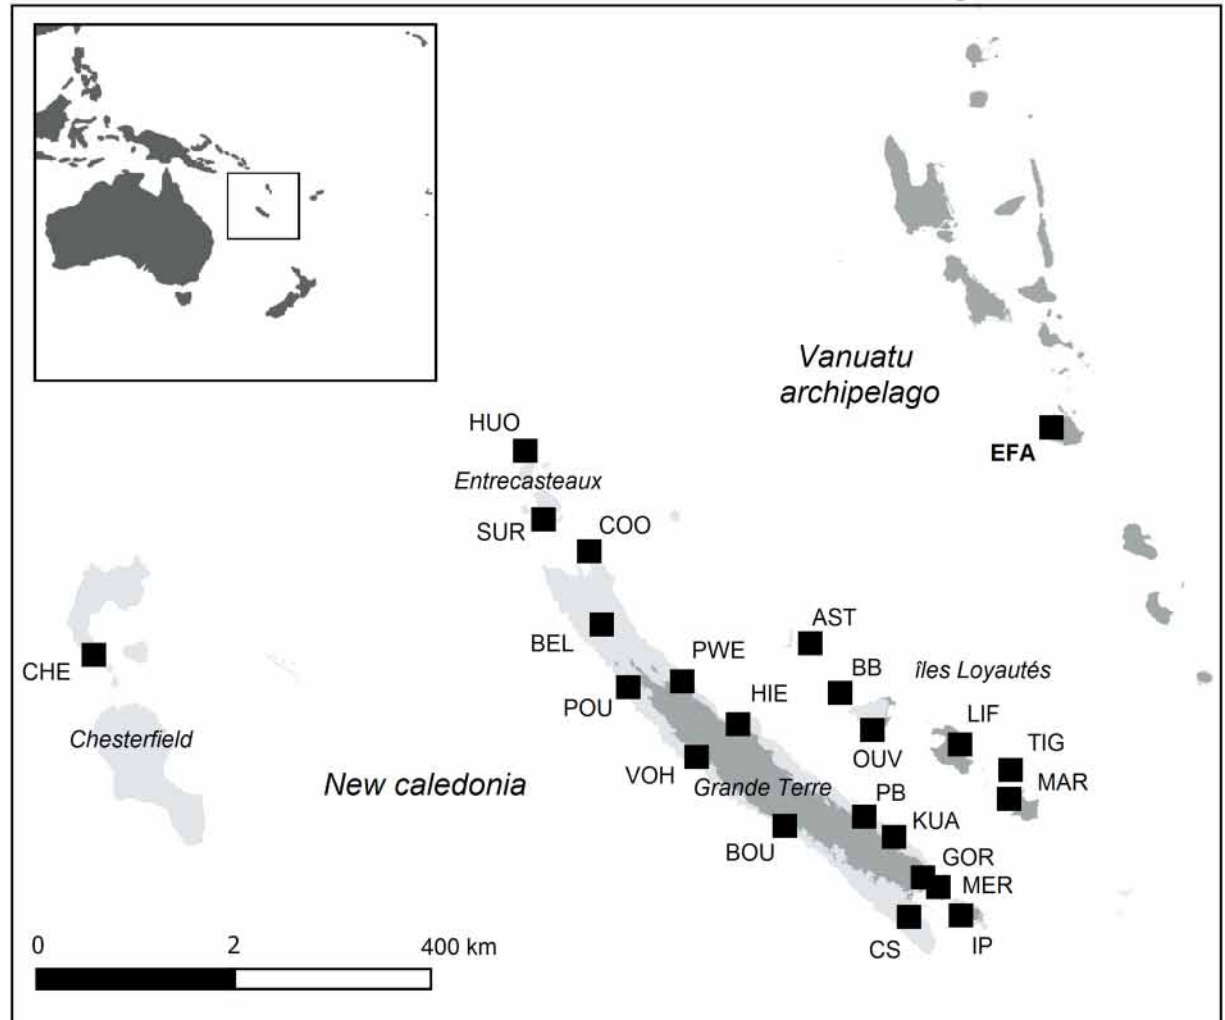 Vanuatu
archipelago
HUO
EFA
Entrecasteaux
SUR
COO
AST
BEL
PWE
BB
îles Loyautés
CHE
POU
HIE
LIF
Chesterfield
OUV
TIG
VOH
New caledonia
Grande Terre
MAR
PB
KUA
BOU
GOR
MER
CS
IP
0 2 400 km